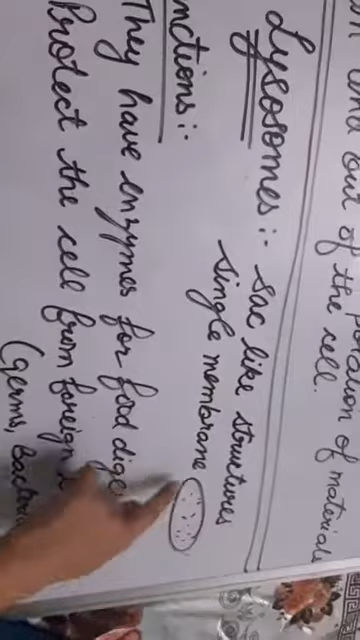 and out of the cell.
portation of materials
Lysosomes:- sac like structures
single membrane
nctions:-
They have enzymes for food dige
Protect the cell from foreign
(germs, bacteri